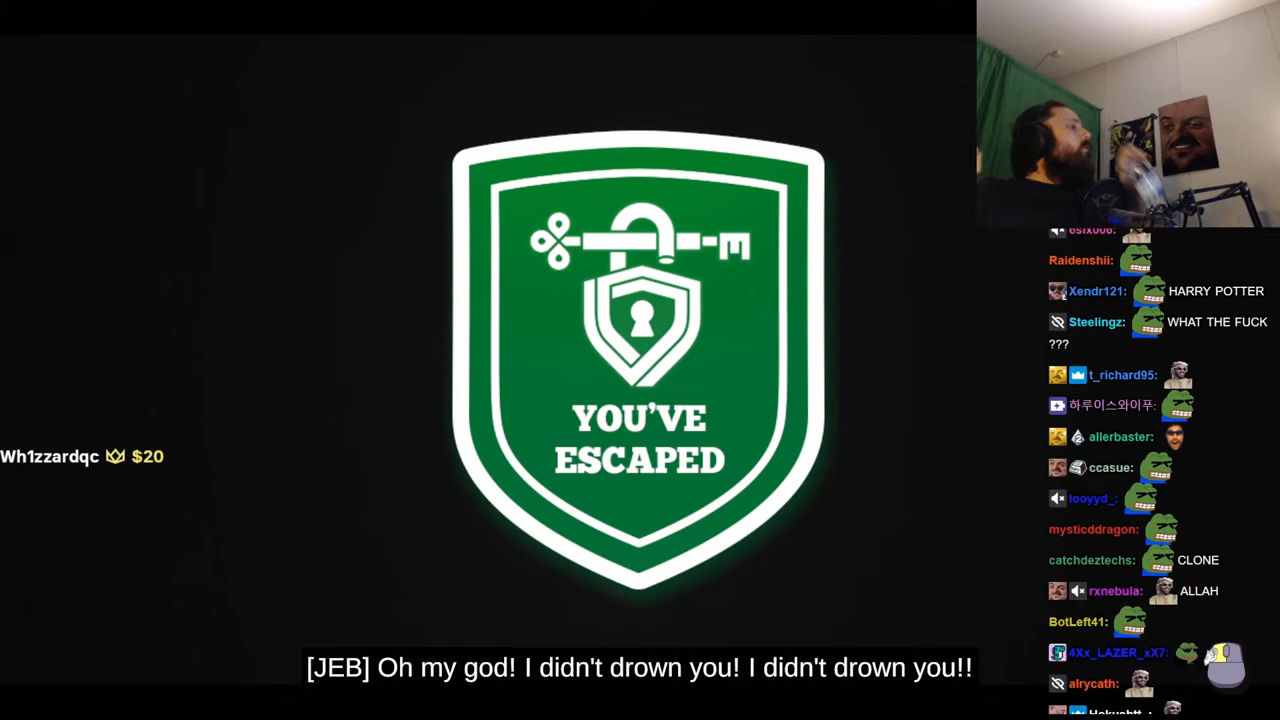 YOU'VE
ESCAPED
[JEB] Oh my god! I didn't drown you! I didn't drown you!!
Wh1zzardqc $20
6six006:
Raidenshii:
Xendr121: HARRY POTTER
Steelingz: WHAT THE FUCK
???
t_richard95:
하루이스와이푸:
allerbaster:
ccasue:
looyyd_:
mysticddragon:
catchdeztechs: CLONE
rxnebula: ALLAH
BotLeft41:
4Xx_LAZER_xX7:
alrycath: